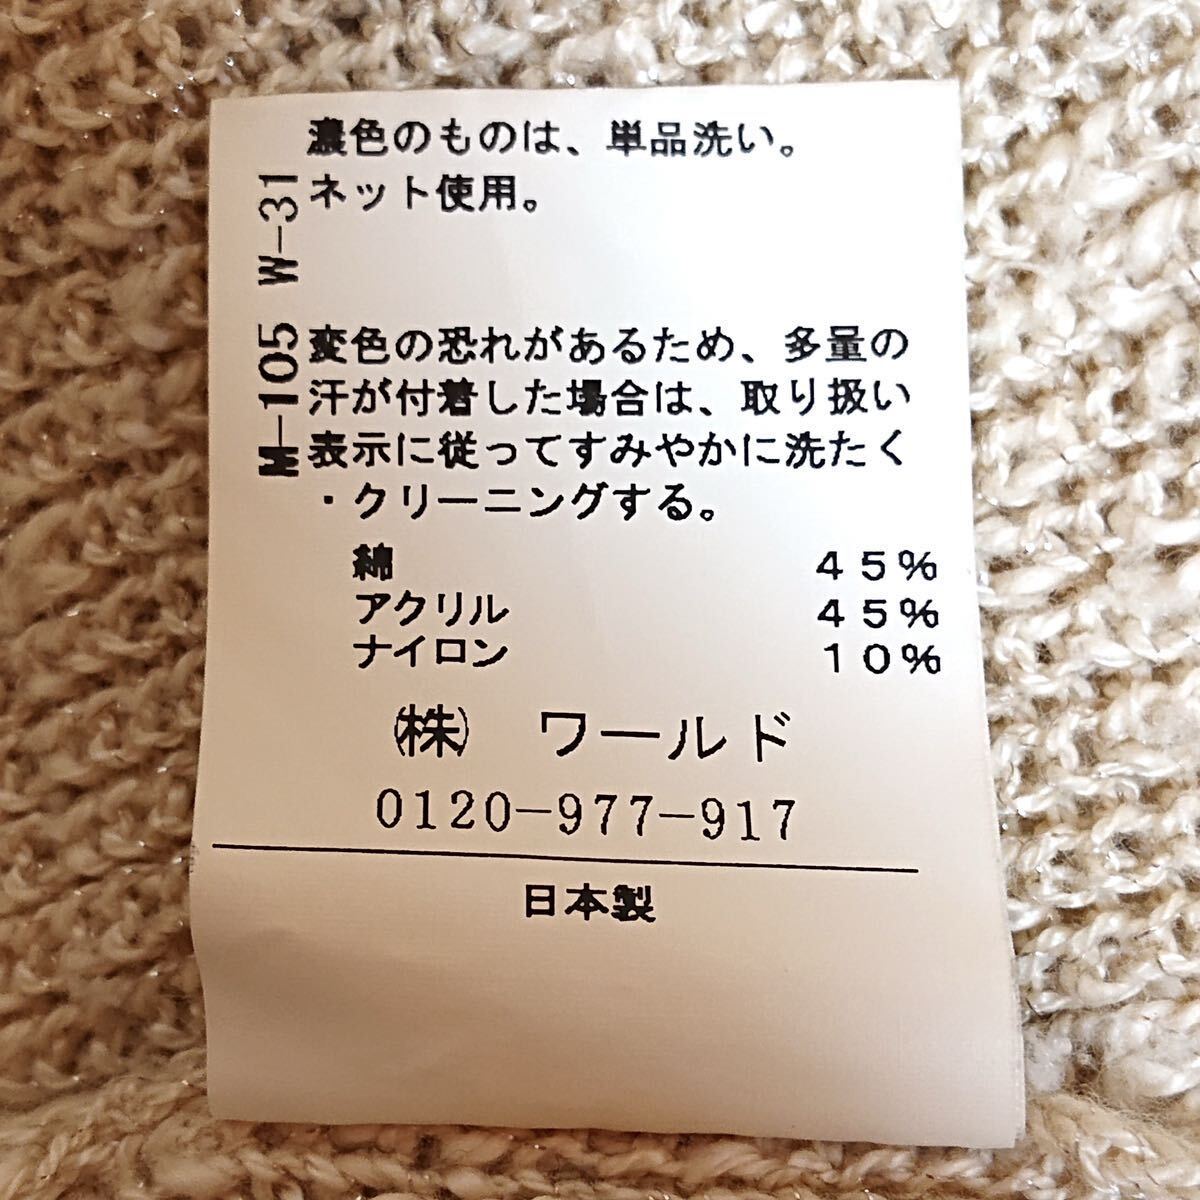 濃色のものは、単品洗い。
ネット使用。
M-105 W-31
変色の恐れがあるため、多量の
汗が付着した場合は、取り扱い
表示に従ってすみやかに洗たく
・クリーニングする。
綿 45%
アクリル 45%
ナイロン 10%
㈱ ワールド
0120-977-917
日本製